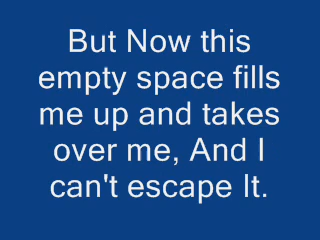 But Now this
empty space fills
me up and takes
over me, And I
can't escape It.